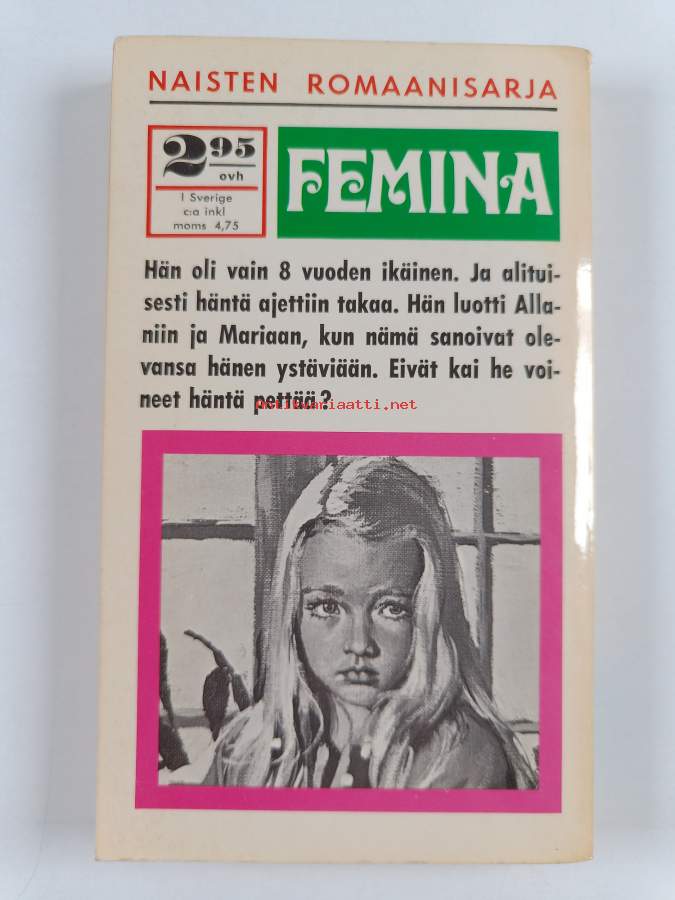 NAISTEN ROMAANISARJA
2 95
ovh
I Sverige
c:a inkl
moms 4,75
FEMINA
Hän oli vain 8 vuoden ikäinen. Ja alitui-
sesti häntä ajettiin takaa. Hän luotti Alla-
niin ja Mariaan, kun nämä sanoivat ole-
vansa hänen ystäviään. Eivät kai he voi-
neet häntä pettää?
Antikvariaatti.net